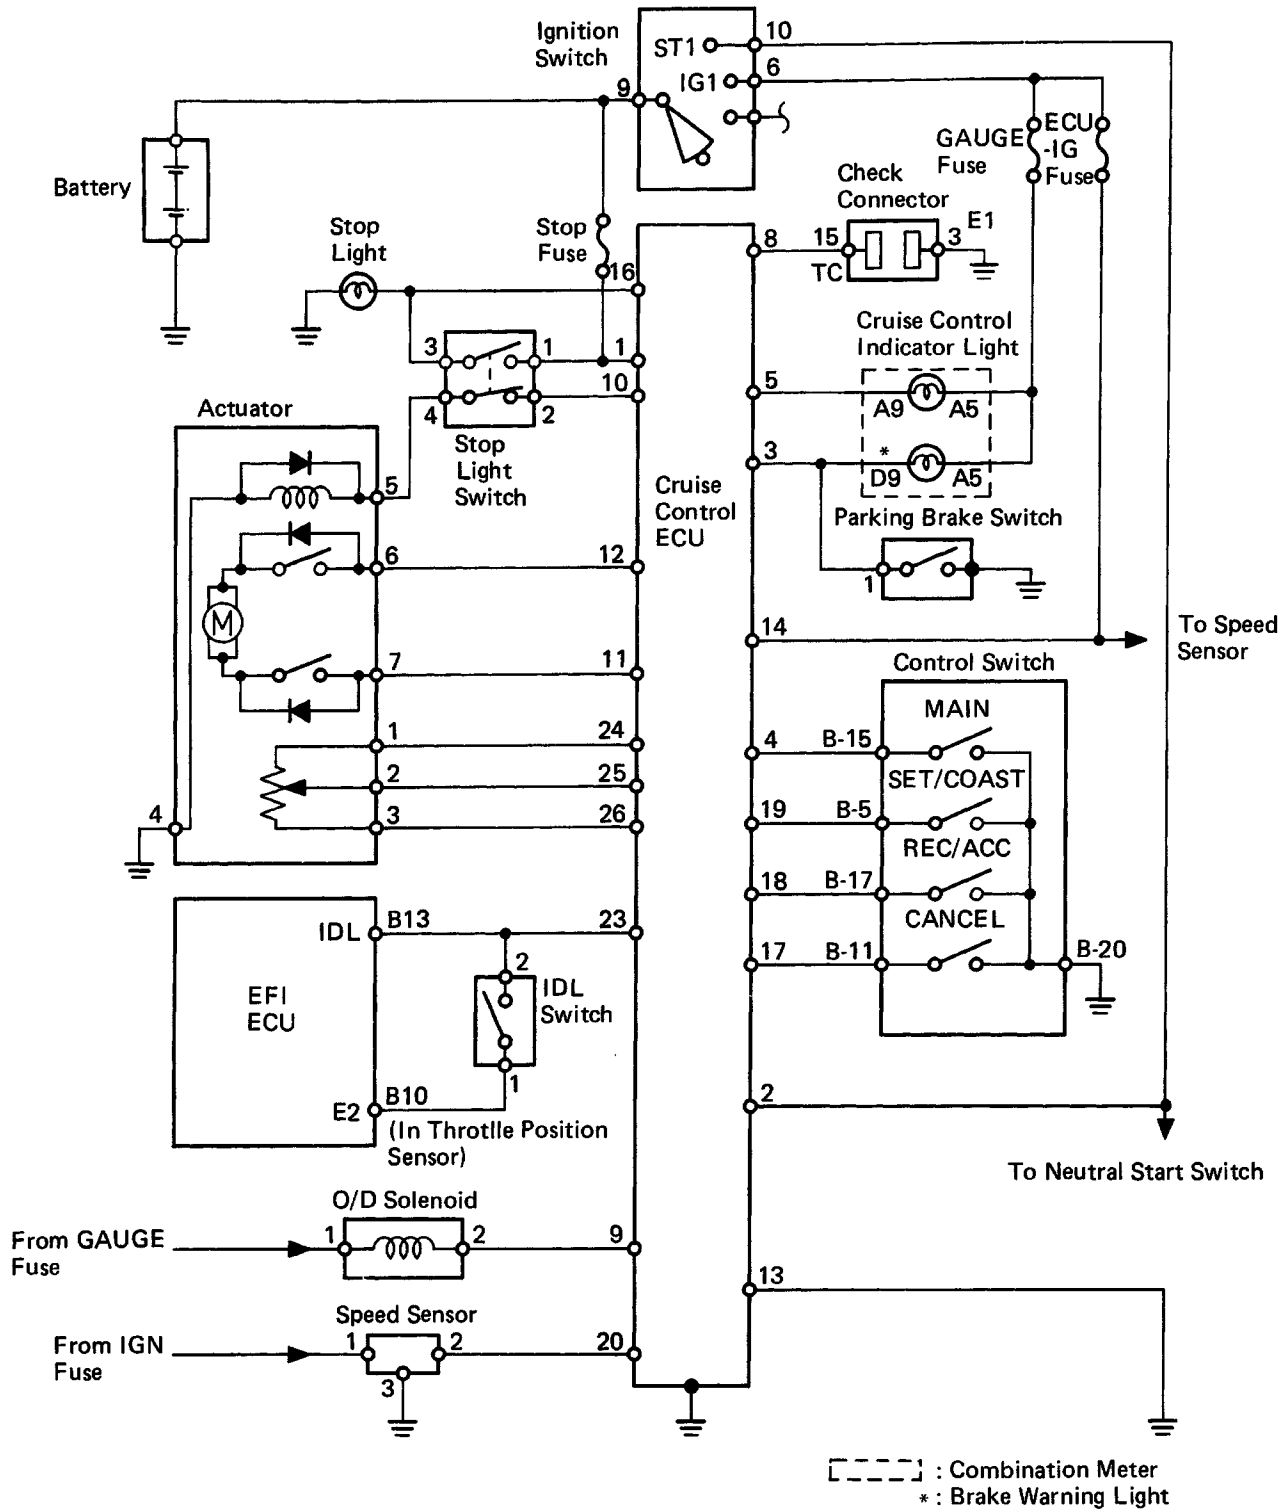 Ignition
Switch
ST1
10
IG1
6
9
GAUGE
Fuse
ECU
-IG
Fuse
Battery
Check
Connector
Stop
Light
Stop
Fuse
16
8
15
TC
3
E1
3
1
1
10
4
2
Stop
Light
Switch
Cruise Control
Indicator Light
5
A9
A5
3
*
D9
A5
Actuator
5
6
12
M
7
11
1
24
2
25
3
26
4
Cruise
Control
ECU
Parking Brake Switch
1
14
To Speed
Sensor
Control Switch
MAIN
4
B-15
SET/COAST
19
B-5
REC/ACC
18
B-17
CANCEL
17
B-11
B-20
IDL
B13
23
EFI
ECU
2
IDL
Switch
1
E2
B10
(In Throtlle Position
Sensor)
2
To Neutral Start Switch
O/D Solenoid
From GAUGE
Fuse
1
2
9
13
Speed Sensor
From IGN
Fuse
1
2
20
3
: Combination Meter
* : Brake Warning Light